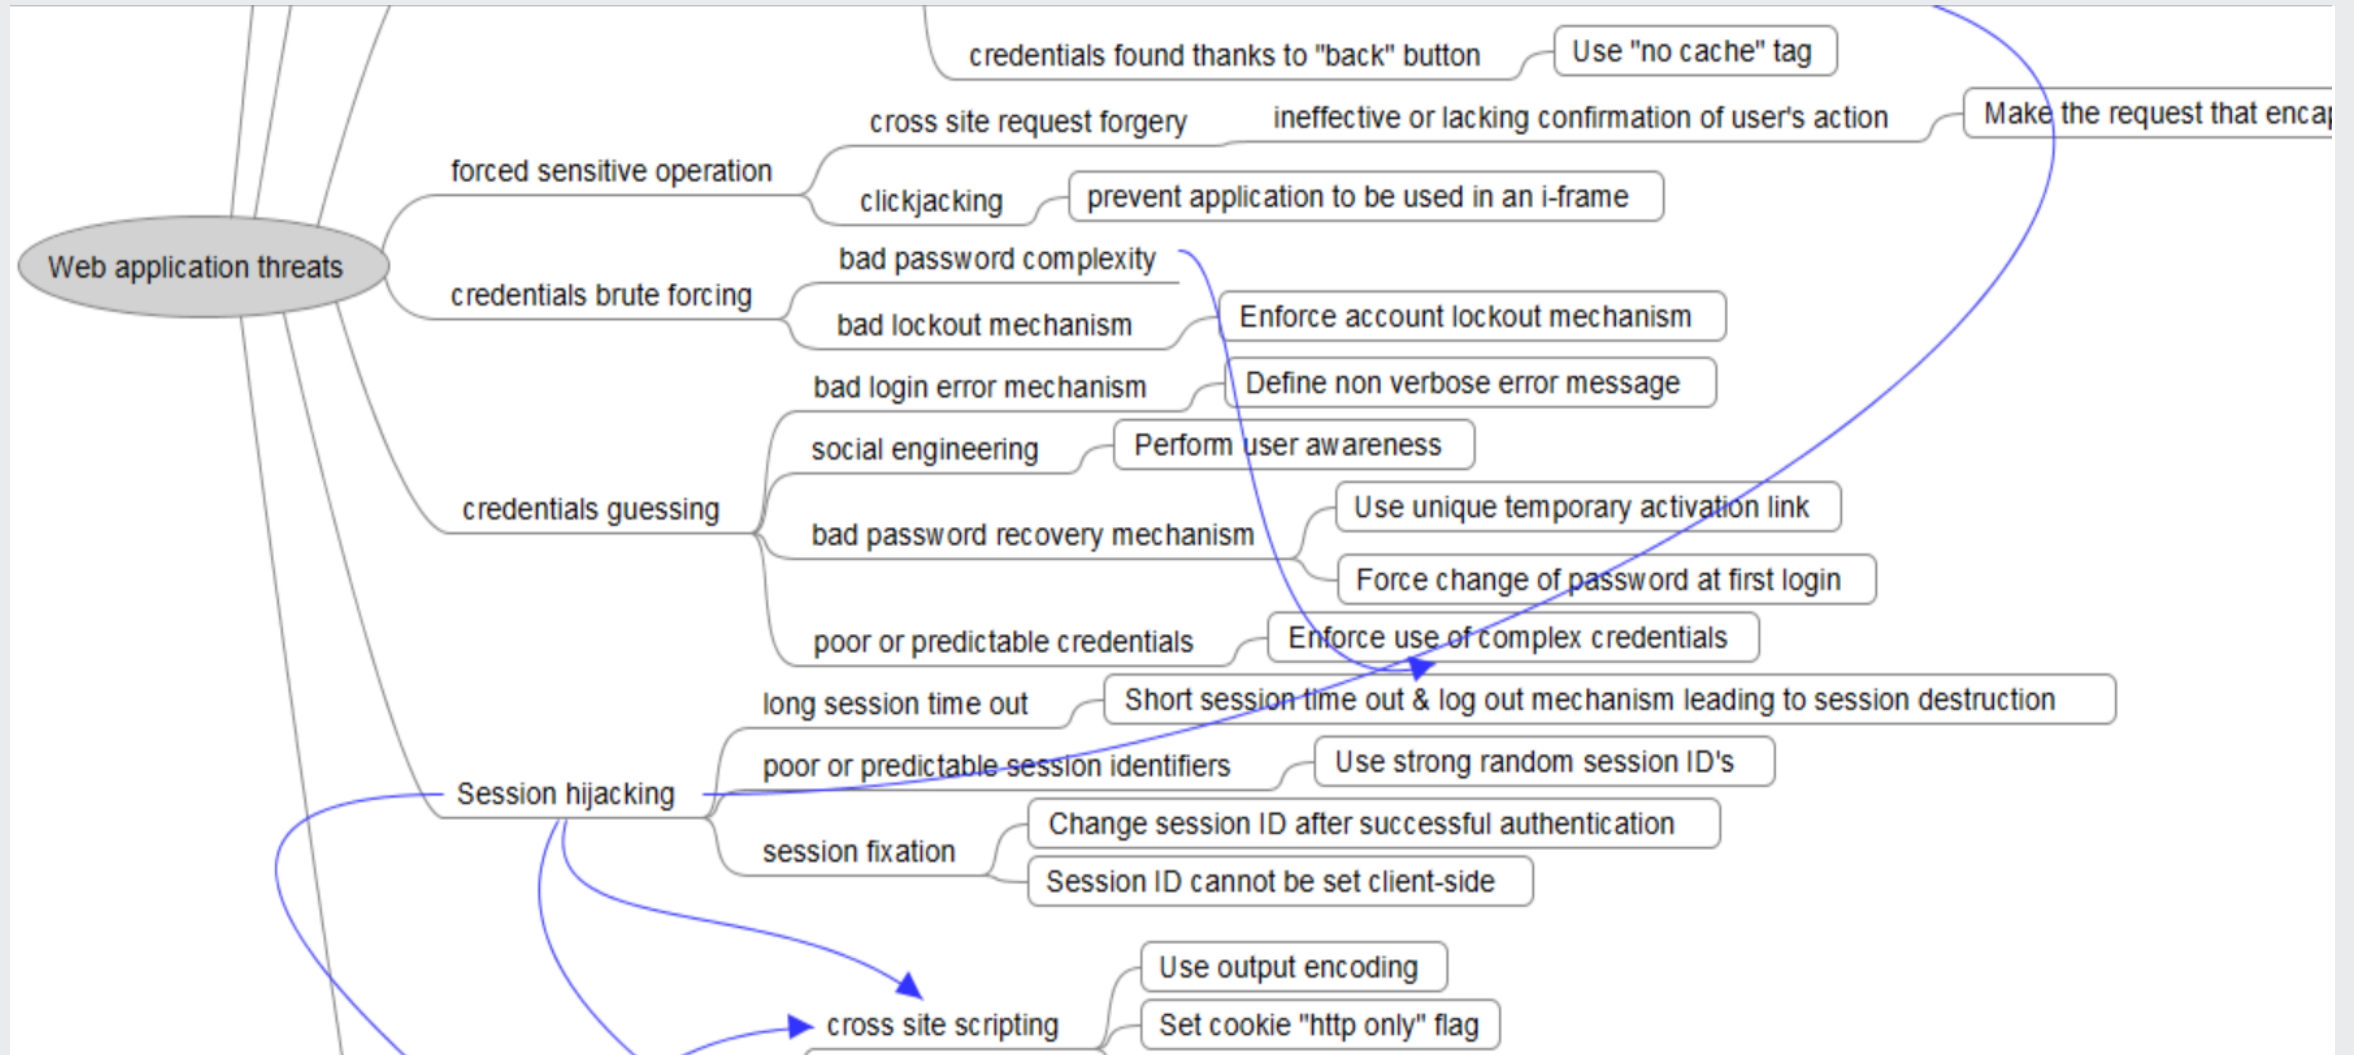 credentials found thanks to "back" button
Use "no cache" tag
cross site request forgery
ineffective or lacking confirmation of user's action
Make the request that
forced sensitive operation
clickjacking
prevent application to be used in an i-frame
Web application threats
bad password complexity
credentials brute forcing
bad lockout mechanism
Enforce account lockout mechanism
bad login error mechanism
Define non verbose error message
social engineering
Perform user awareness
credentials guessing
bad password recovery mechanism
Use unique temporary activation link
Force change of password at first login
poor or predictable credentials
Enforce use of complex credentials
long session time out
Short session time out & log out mechanism leading to session destruction
poor or predictable session identifiers
Use strong random session ID's
Session hijacking
session fixation
Change session ID after successful authentication
Session ID cannot be set client-side
Use output encoding
cross site scripting
Set cookie "http only" flag